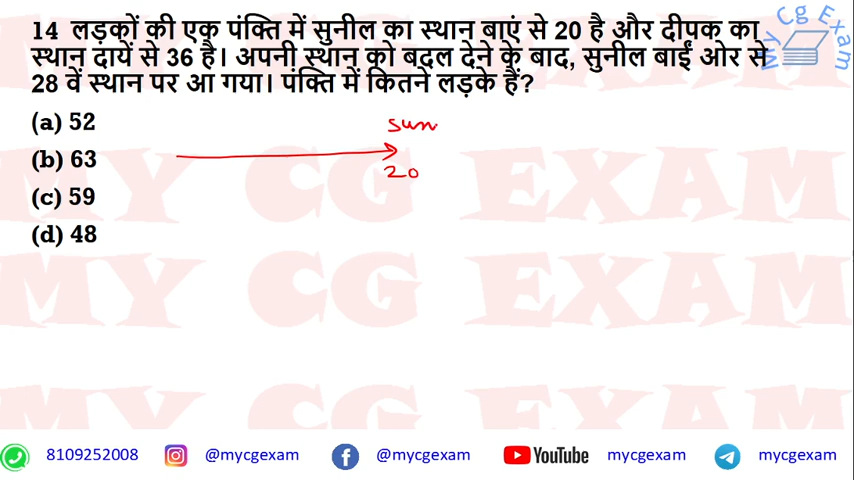 14 लड़कों की एक पंक्ति में सुनील का स्थान बाएं से 20 है और दीपक का
स्थान दायें से 36 है। अपनी स्थान को बदल देने के बाद, सुनील बाईं ओर से
28 वें स्थान पर आ गया। पंक्ति में कितने लड़के हैं?
My Cg Exam
(a) 52
sun
(b) 63
20
(c) 59
(d) 48
MY CG EXAM
MY CG EXAM
MY CG EXAM
8109252008 @mycgexam @mycgexam YouTube mycgexam mycgexam